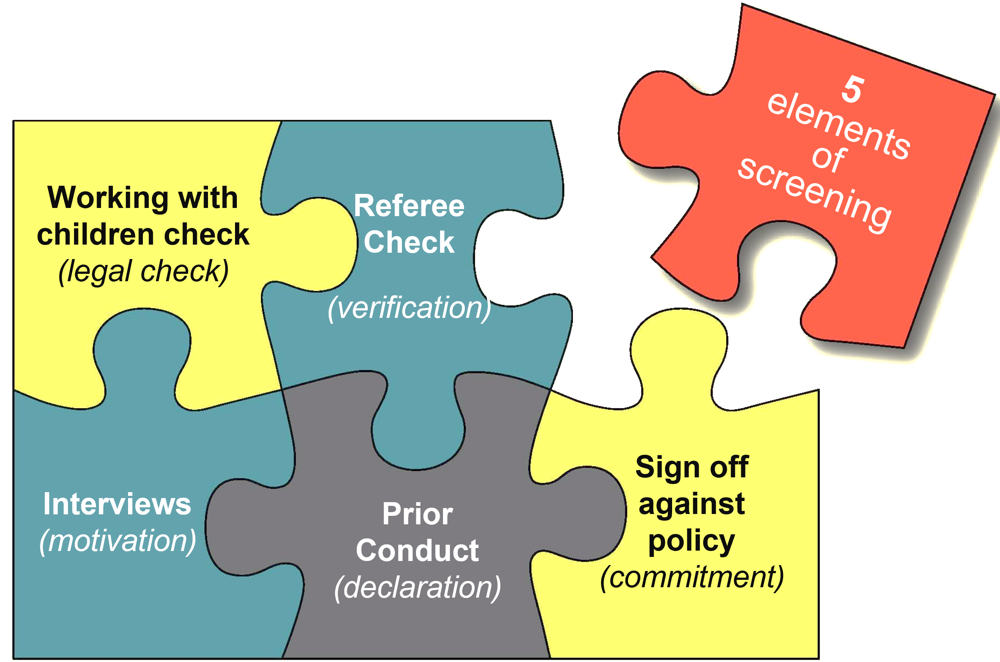 5
elements
of
screening
Working with
children check
(legal check)
Referee
Check
(verification)
Interviews
(motivation)
Prior
Conduct
(declaration)
Sign off
against
policy
(commitment)